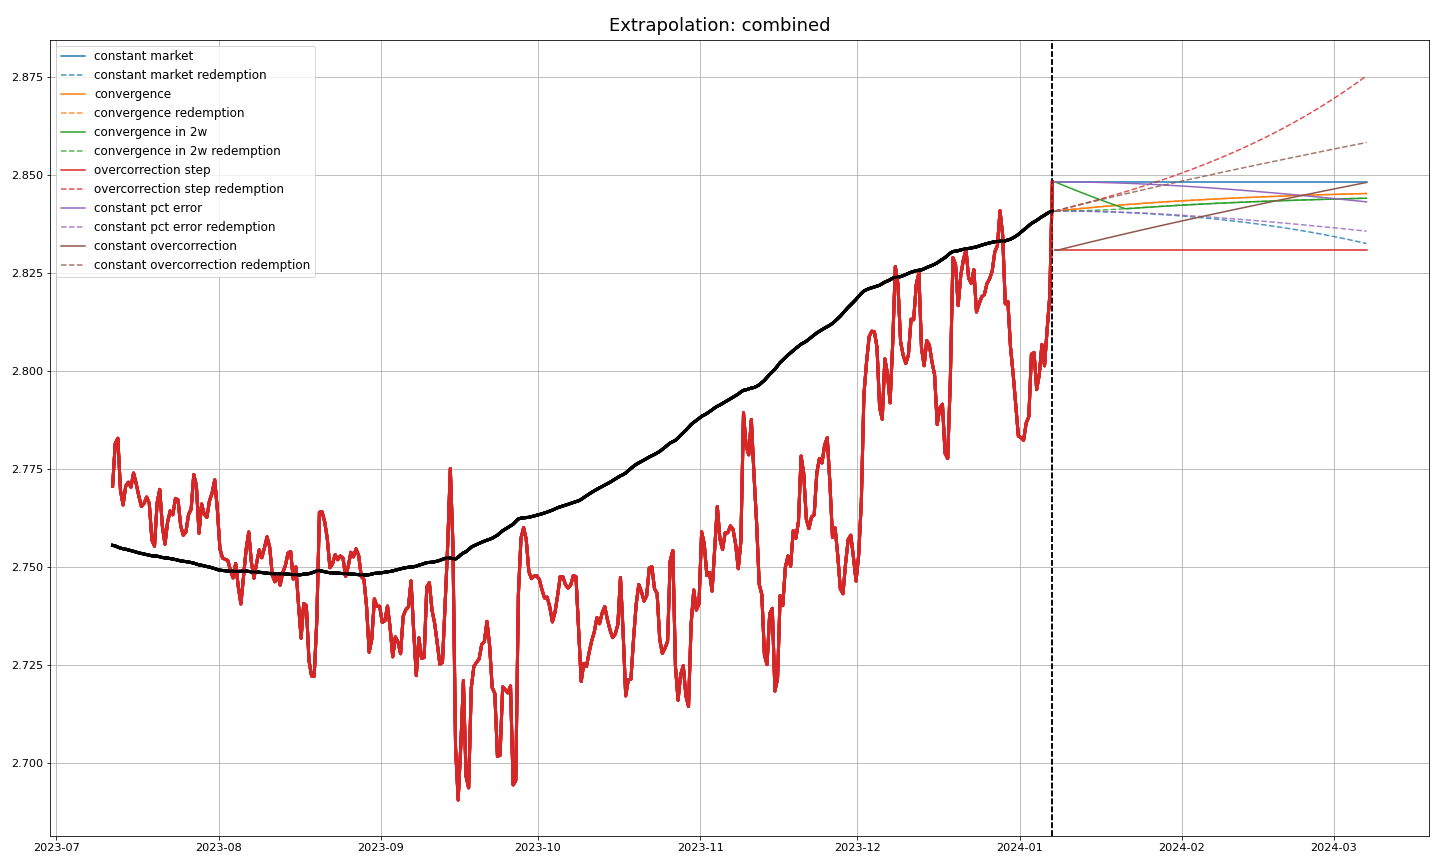 Extrapolation: combined
constant market
constant market redemption
convergence
convergence redemption
convergence in 2w
convergence in 2w redemption
overcorrection step
overcorrection step redemption
constant pct error
constant pct error redemption
constant overcorrection
constant overcorrection redemption
2.875
2.850
2.825
2.800
2.775
2.750
2.725
2.700
2023-07 2023-08 2023-09 2023-10 2023-11 2023-12 2024-01 2024-02 2024-03